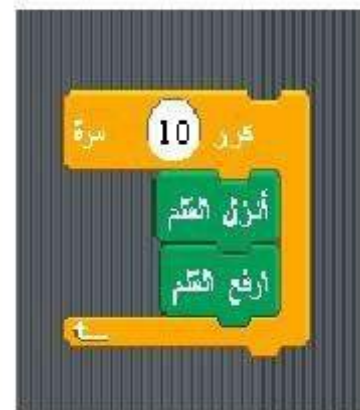 كرر 10 مرة
أنزل القلم
ارفع القلم